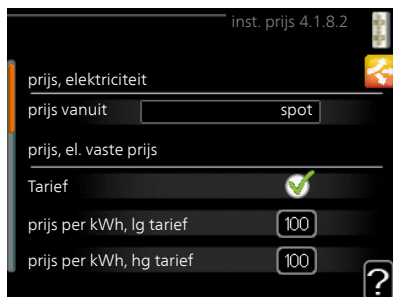 inst. prijs 4.1.8.2
prijs, elektriciteit
prijs vanuit spot
prijs, el. vaste prijs
Tarief
prijs per kWh, lg tarief 100
prijs per kWh, hg tarief 100
?